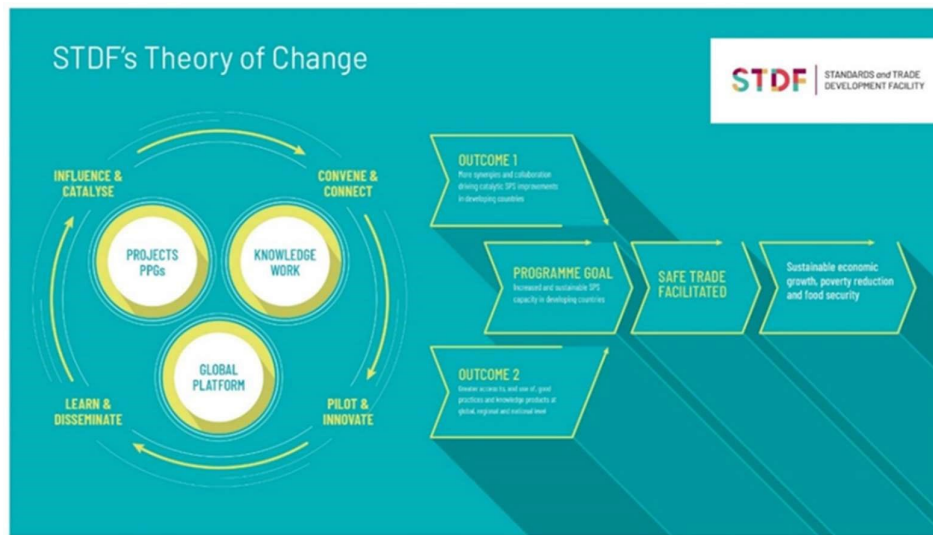 STDF's Theory of Change
STDF
STANDARDS and TRADE
DEVELOPMENT FACILITY
INFLUENCE &
CATALYSE
CONVENE &
CONNECT
PROJECTS
PPGs
KNOWLEDGE
WORK
GLOBAL
PLATFORM
LEARN &
DISSEMINATE
PILOT &
INNOVATE
OUTCOME 1
More synergies and collaboration
driving catalytic SPS improvements
in developing countries
PROGRAMME GOAL
Increased and sustainable SPS
capacity in developing countries
SAFE TRADE
FACILITATED
Sustainable economic
growth, poverty reduction
and food security
OUTCOME 2
Greater access to, and use of, good
practices and knowledge products at
global, regional and national level